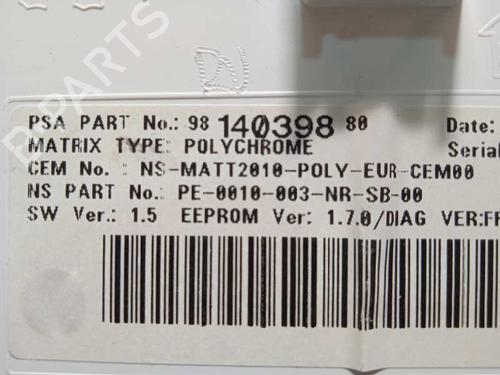 PSA PART No.: 98 140398 80 Date:
MATRIX TYPE: POLYCHROME Serial
CEM No. : NS-MATT2010-POLY-EUR-CEM00
NS PART No.: PE-0010-003-NR-SB-00
SW Ver.: 1.5 EEPROM Ver: 1.7.0/DIAG VER:FF